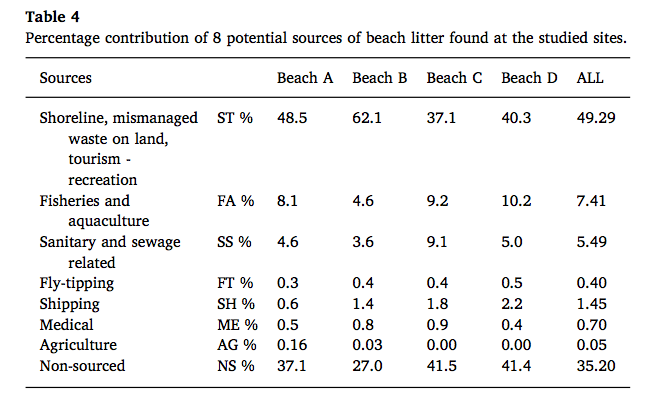 Table 4
Percentage contribution of 8 potential sources of beach litter found at the studied sites.
Sources Beach A Beach B Beach C Beach D ALL
Shoreline, mismanaged ST % 48.5 62.1 37.1 40.3 49.29
waste on land,
tourism -
recreation
Fisheries and FA % 8.1 4.6 9.2 10.2 7.41
aquaculture
Sanitary and sewage SS % 4.6 3.6 9.1 5.0 5.49
related
Fly-tipping FT % 0.3 0.4 0.4 0.5 0.40
Shipping SH % 0.6 1.4 1.8 2.2 1.45
Medical ME % 0.5 0.8 0.9 0.4 0.70
Agriculture AG % 0.16 0.03 0.00 0.00 0.05
Non-sourced NS % 37.1 27.0 41.5 41.4 35.20